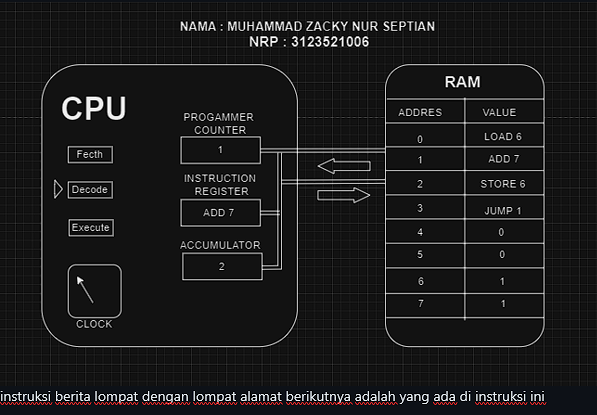 NAMA : MUHAMMAD ZACKY NUR SEPTIAN
NRP : 3123521006
CPU
Fecth
Decode
Execute
CLOCK
PROGAMMER
COUNTER
1
INSTRUCTION
REGISTER
ADD 7
ACCUMULATOR
2
RAM
ADDRES VALUE
0 LOAD 6
1 ADD 7
2 STORE 6
3 JUMP 1
4 0
5 0
6 1
7 1
instruksi berita lompat dengan lompat alamat berikutnya adalah yang ada di instruksi ini